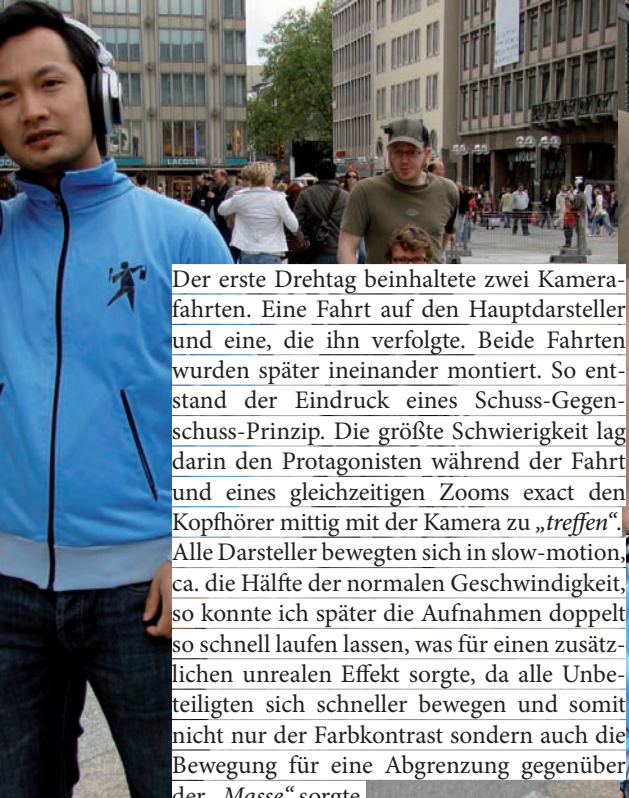 LACOSTE
Der erste Drehtag beinhaltete zwei Kamera-
fahrten. Eine Fahrt auf den Hauptdarsteller
und eine, die ihn verfolgte. Beide Fahrten
wurden später ineinander montiert. So ent-
stand der Eindruck eines Schuss-Gegen-
schuss-Prinzip. Die größte Schwierigkeit lag
darin den Protagonisten während der Fahrt
und eines gleichzeitigen Zooms exact den
Kopfhörer mittig mit der Kamera zu „treffen“.
Alle Darsteller bewegten sich in slow-motion,
ca. die Hälfte der normalen Geschwindigkeit,
so konnte ich später die Aufnahmen doppelt
so schnell laufen lassen, was für einen zusätz-
lichen unrealen Effekt sorgte, da alle Unbe-
teiligten sich schneller bewegen und somit
nicht nur der Farbkontrast sondern auch die
Bewegung für eine Abgrenzung gegenüber
der „Masse“ sorgte.